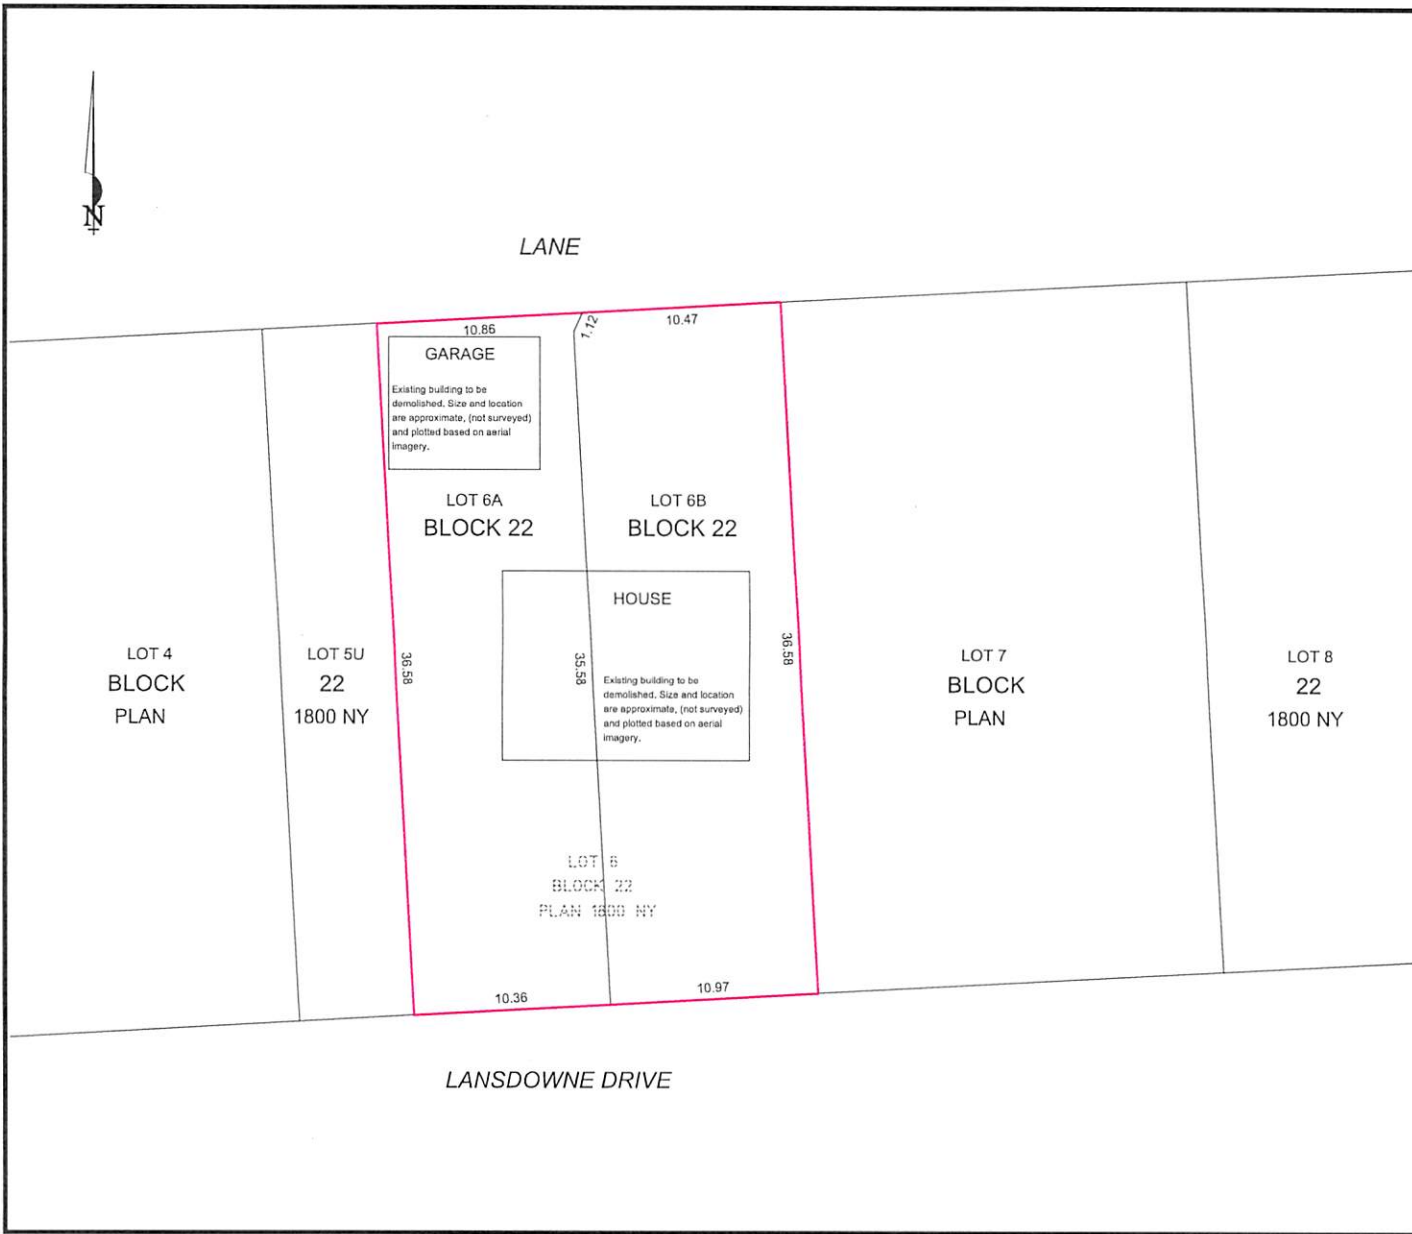 N
LANE
10.86
1.12
10.47
GARAGE
Existing building to be
demolished. Size and location
are approximate, (not surveyed)
and plotted based on aerial
imagery.
LOT 6A
BLOCK 22
LOT 6B
BLOCK 22
HOUSE
Existing building to be
demolished. Size and location
are approximate, (not surveyed)
and plotted based on aerial
imagery.
36.58
35.58
36.58
LOT 4
BLOCK
PLAN
LOT 5U
22
1800 NY
LOT 7
BLOCK
PLAN
LOT 8
22
1800 NY
LOT 6
BLOCK 22
PLAN 1800 NY
10.36
10.97
LANSDOWNE DRIVE